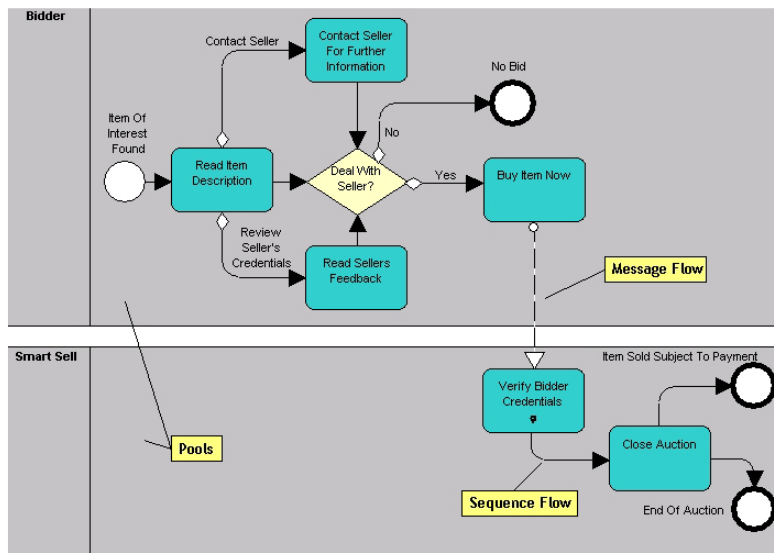 Bidder
Contact Seller
Contact Seller
For Further
Information
No Bid
Item Of
Interest
Found
No
Read Item
Description
Deal With
Seller?
Yes
Buy Item Now
Review
Seller's
Credentials
Read Sellers
Feedback
Message Flow
Smart Sell
Item Sold Subject To Payment
Verify Bidder
Credentials
Close Auction
Pools
Sequence Flow
End Of Auction